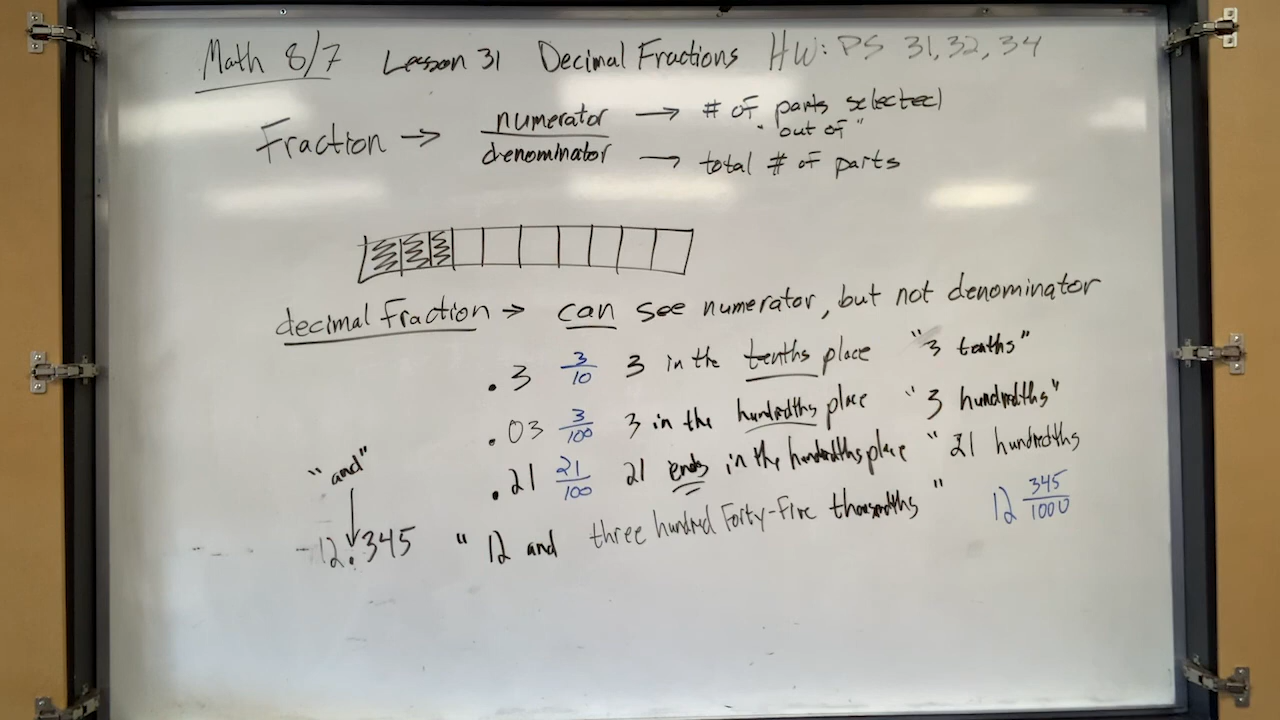 Math 8/7 Lesson 31 Decimal Fractions HW: PS 31, 32, 34
Fraction → numerator → # of parts selected
"out of"
denominator → total # of parts
decimal fraction → can see numerator, but not denominator
.3 3/10 3 in the tenths place "3 tenths"
.03 3/100 3 in the hundredths place "3 hundredths"
.21 21/100 21 ends in the hundredths place "21 hundredths
"and"
12.345 "12 and three hundred forty-five thousandths" 12 345/1000